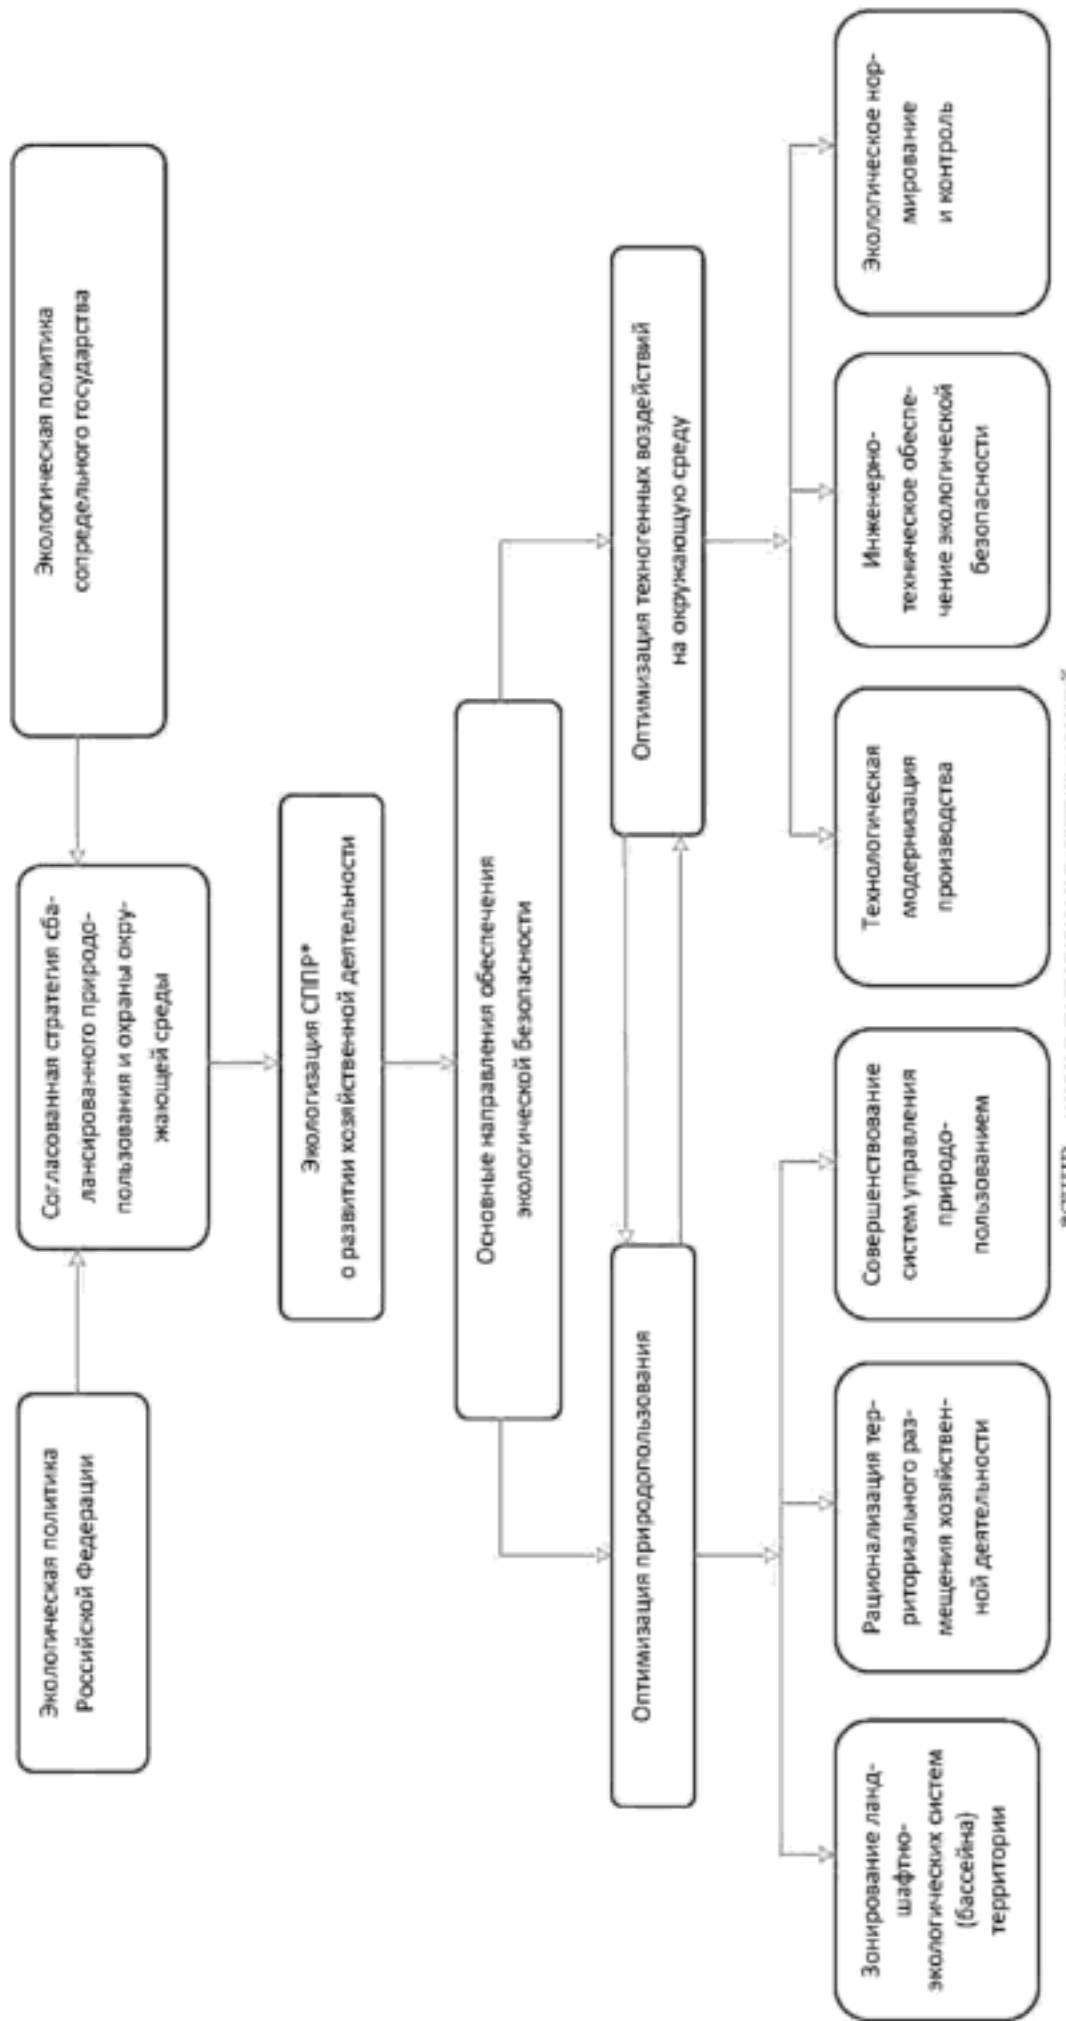 Экологическая политика
Российской Федерации
Согласованная стратегия сба-
лансированного природо-
пользования и охраны окру-
жающей среды
Экологическая политика
сопредельного государства
Экологизация СППР*
о развитии хозяйственной деятельности
Основные направления обеспечения
экологической безопасности
Оптимизация природопользования
Оптимизация техногенных воздействий
на окружающую среду
Зонирование ланд-
шафтно-
экологических систем
(бассейна)
территории
Рационализация тер-
риториального раз-
мещения хозяйствен-
ной деятельности
Совершенствование
систем управления
природо-
пользованием
Технологическая
модернизация
производства
Инженерно-
техническое обеспе-
чение экологической
безопасности
Экологическое нор-
мирование
и контроль